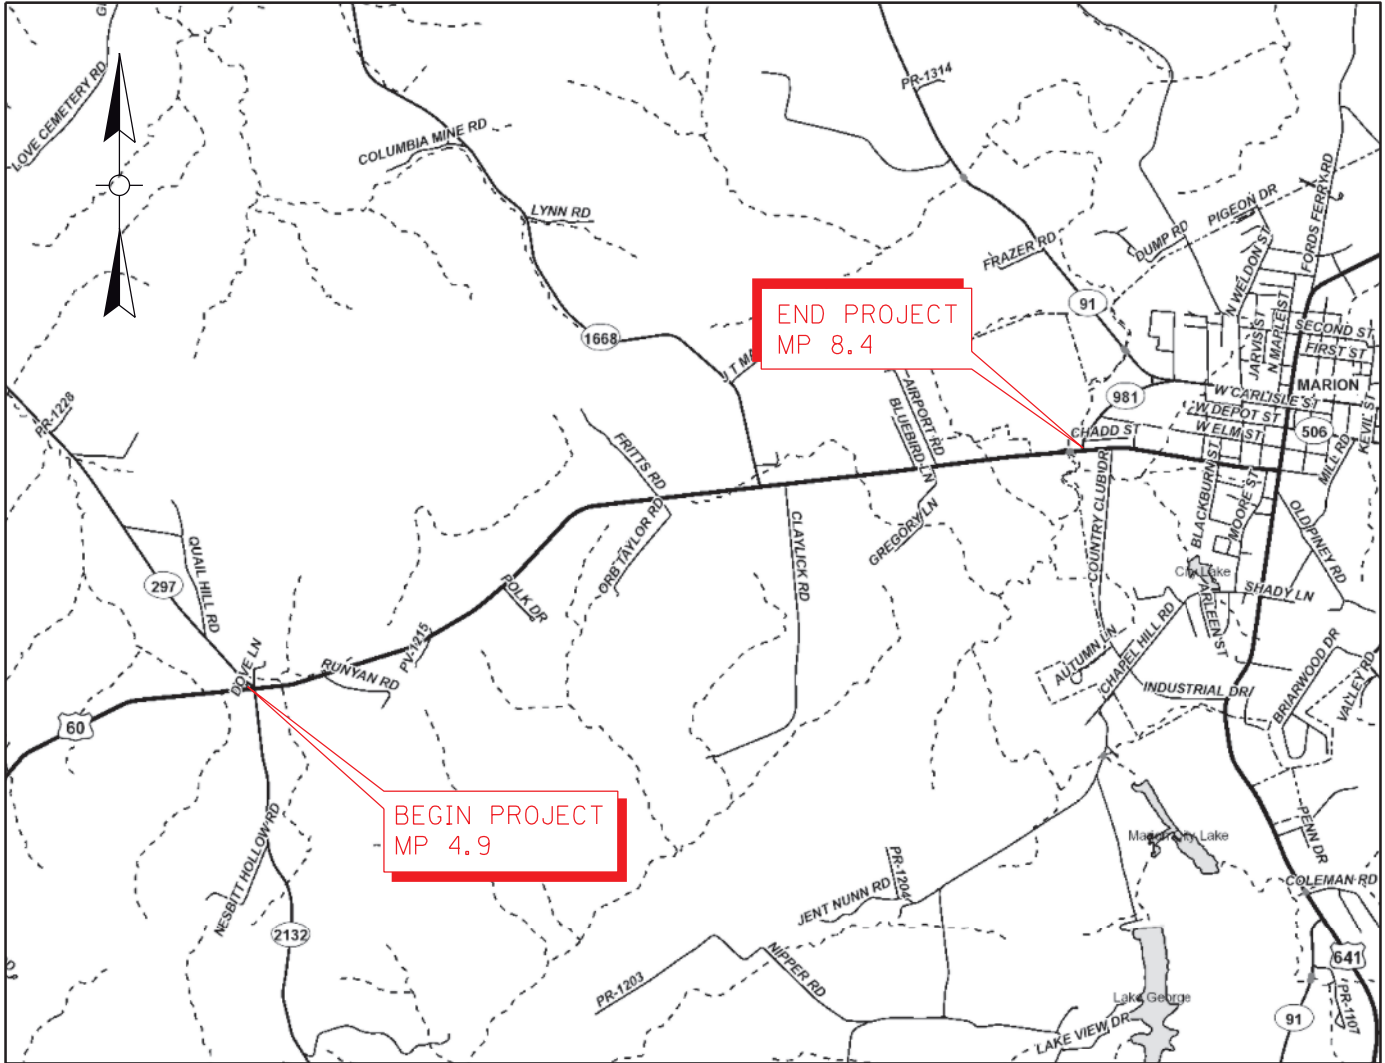 LOVE CEMETERY RD
COLUMBIA MINE RD
LYNN RD
PR-1314
FRAZER RD
DUMP RD
PIGEON DR
FORDS FERRY RD
N WELDON ST
JARVIS ST
N MAPLE ST
SECOND ST
FIRST ST
91
END PROJECT
MP 8.4
1668
981
MARION
W CARLISLE ST
W DEPOT ST
W ELM ST
506
KEVIL ST
MILL RD
CHADD ST
AIRPORT RD
BLUEBIRD LN
PR-1228
FRITTS RD
ORB TAYLOR RD
GREGORY LN
CLAYLICK RD
COUNTRY CLUB DR
BLACKBURN ST
MOORE ST
OLD PINEY RD
City Lake
SHADY LN
ARLEEN ST
QUAIL HILL RD
297
POLK DR
PV-1215
RUNYAN RD
DOVE LN
AUTUMN LN
CHAPEL HILL RD
INDUSTRIAL DR
BRIARWOOD DR
VALLEY RD
60
BEGIN PROJECT
MP 4.9
NESBITT HOLLOW RD
2132
Marion City Lake
PENN DR
COLEMAN RD
PR-1204
JENT NUNN RD
NIPPER RD
PR-1203
641
PR-1107
Lake George
LAKE VIEW DR
91